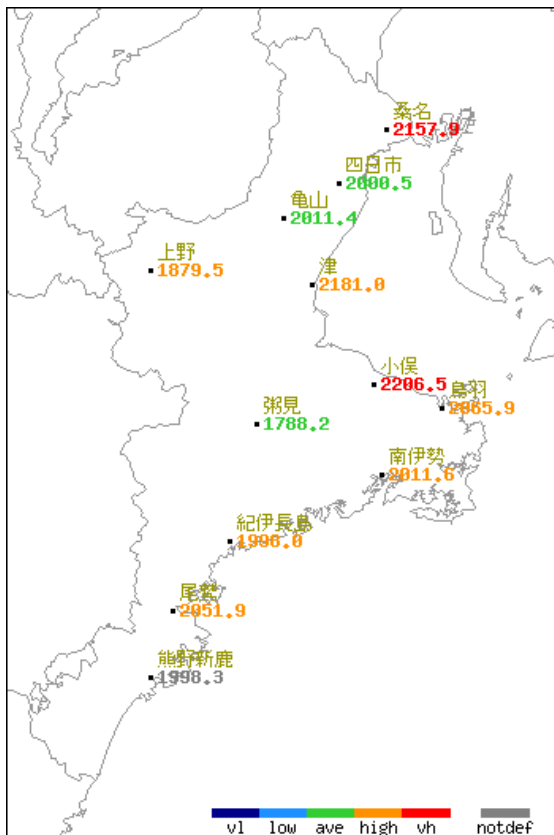 桑名
2157.9
四日市
2000.5
亀山
2011.4
上野
1879.5
津
2181.0
小俣
2206.5
鳥羽
2065.9
粥見
1788.2
南伊勢
2011.6
紀伊長島
1996.0
尾鷲
2051.9
熊野新鹿
1998.3
vl low ave high vh notdef